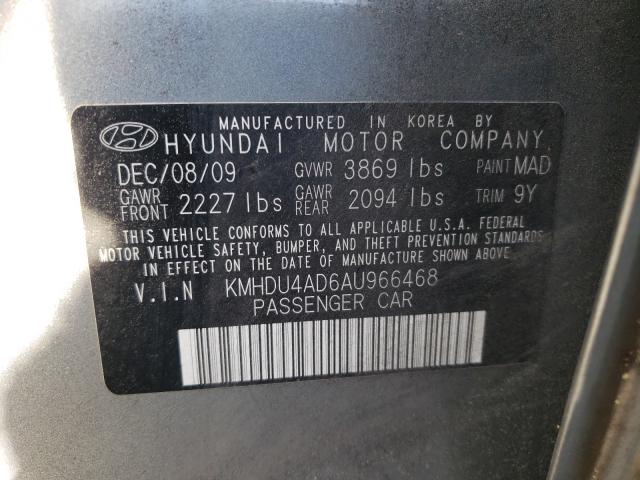 MANUFACTURED IN KOREA BY
HYUNDAI MOTOR COMPANY
DEC/08/09 GVWR 3869 lbs PAINT MAD
GAWR FRONT 2227 lbs GAWR REAR 2094 lbs TRIM 9Y
THIS VEHICLE CONFORMS TO ALL APPLICABLE U.S.A. FEDERAL
MOTOR VEHICLE SAFETY, BUMPER, AND THEFT PREVENTION STANDARDS
IN EFFECT ON THE DATE OF MANUFACTURE SHOWN ABOVE.
V.I.N KMHDU4AD6AU966468
PASSENGER CAR